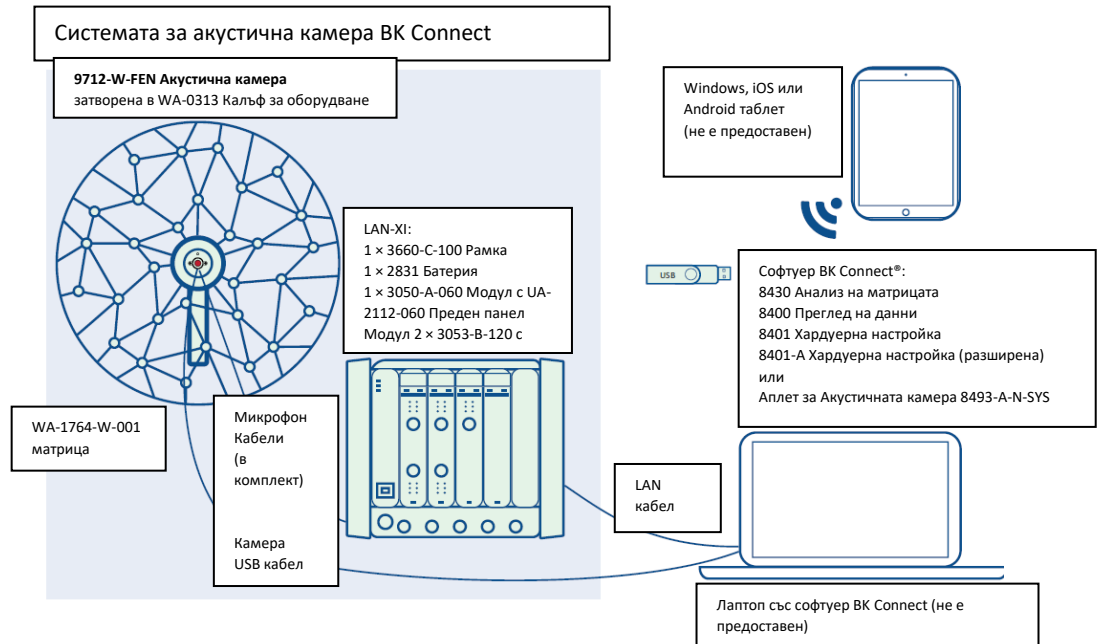 Системата за акустична камера BK Connect
9712-W-FEN Акустична камера
затворена в WA-0313 Калъф за оборудване
Windows, iOS или
Android таблет
(не е предоставен)
LAN-XI:
1 × 3660-C-100 Рамка
1 × 2831 Батерия
1 × 3050-A-060 Модул с UA-
2112-060 Преден панел
Модул 2 × 3053-B-120 с
USB
Софтуер BK Connect®:
8430 Анализ на матрицата
8400 Преглед на данни
8401 Хардуерна настройка
8401-A Хардуерна настройка (разширена)
или
Аплет за Акустичната камера 8493-A-N-SYS
WA-1764-W-001
матрица
Микрофон
Кабели
(в
комплект)
Камера
USB кабел
LAN
кабел
Лаптоп със софтуер BK Connect (не е
предоставен)